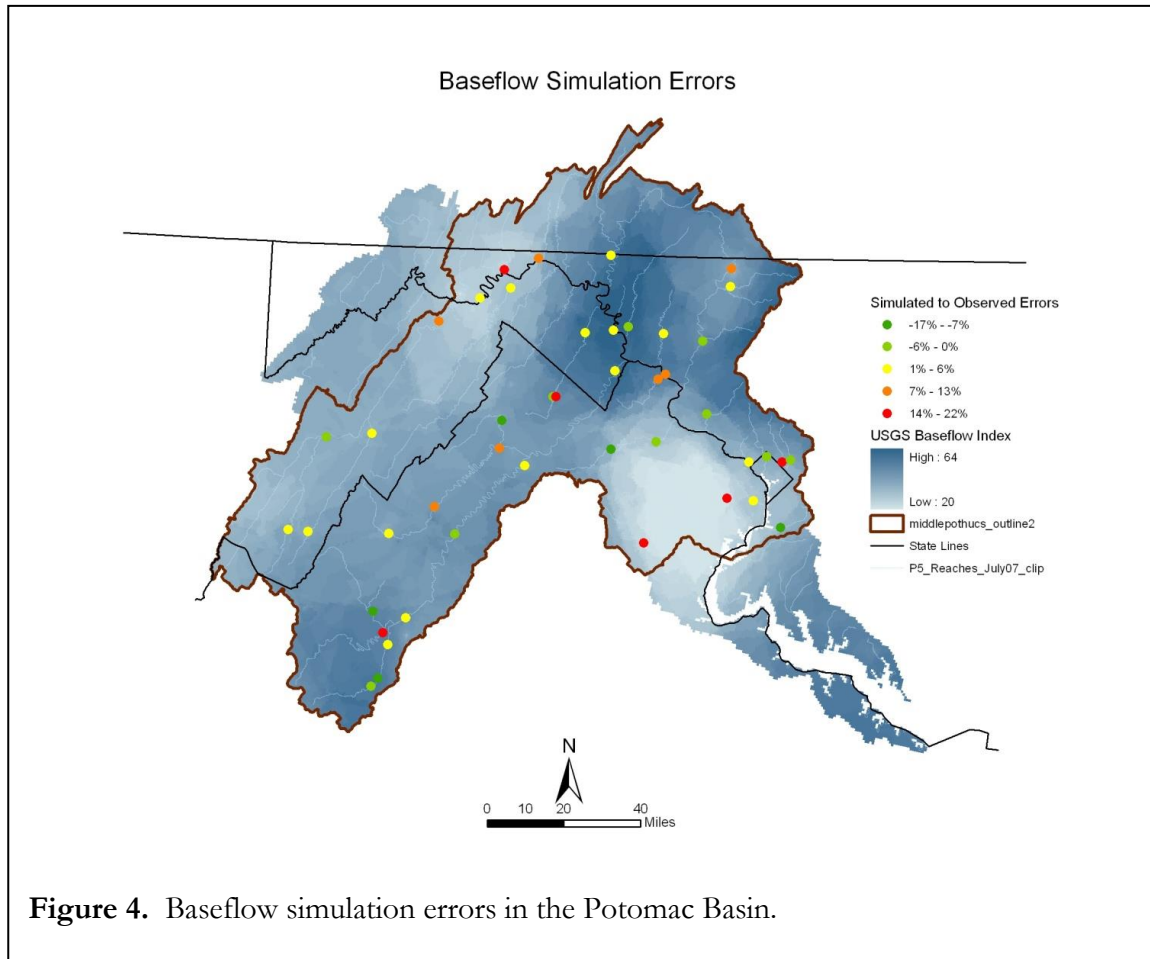 Baseflow Simulation Errors
Simulated to Observed Errors
-17% - -7%
-6% - 0%
1% - 6%
7% - 13%
14% - 22%
USGS Baseflow Index
High : 64
Low : 20
middlepothucs_outline2
State Lines
P5_Reaches_July07_clip
N
0 10 20 40
Miles
Figure 4. Baseflow simulation errors in the Potomac Basin.